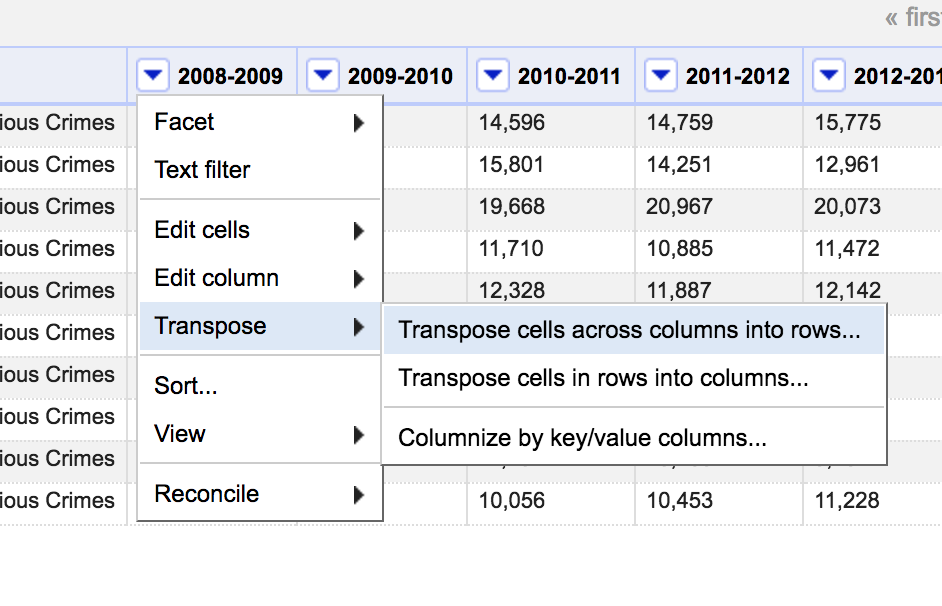 « firs
2008-2009 2009-2010 2010-2011 2011-2012 2012-201
ious Crimes 14,596 14,759 15,775
ious Crimes 15,801 14,251 12,961
ious Crimes 19,668 20,967 20,073
ious Crimes 11,710 10,885 11,472
ious Crimes 12,328 11,887 12,142
ious Crimes
ious Crimes
ious Crimes
ious Crimes
ious Crimes 10,056 10,453 11,228
Facet
Text filter
Edit cells
Edit column
Transpose
Sort...
View
Reconcile
Transpose cells across columns into rows...
Transpose cells in rows into columns...
Columnize by key/value columns...